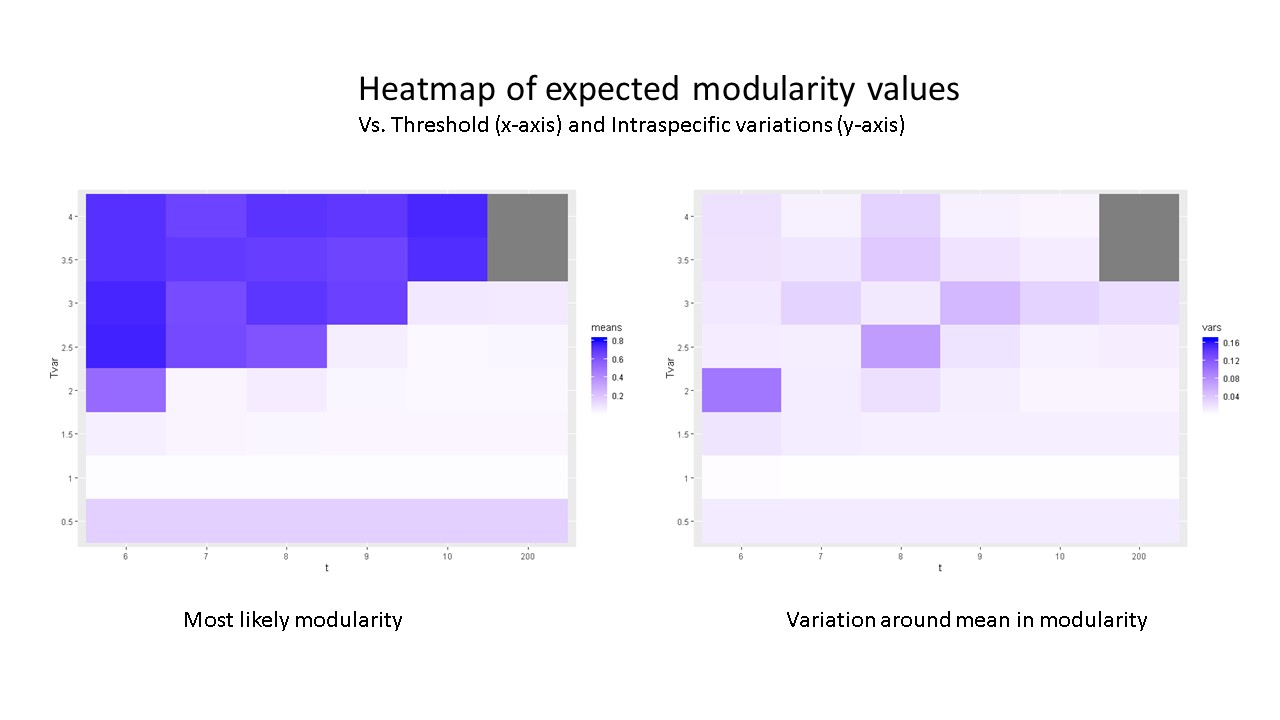 Heatmap of expected modularity values
Vs. Threshold (x-axis) and Intraspecific variations (y-axis)
4
3.5
3
2.5
2
1.5
1
0.5
Tvar
6 7 8 9 10 200
t
means
0.8
0.6
0.4
0.2
4
3.5
3
2.5
2
1.5
1
0.5
Tvar
6 7 8 9 10 200
t
vars
0.16
0.12
0.08
0.04
Most likely modularity
Variation around mean in modularity